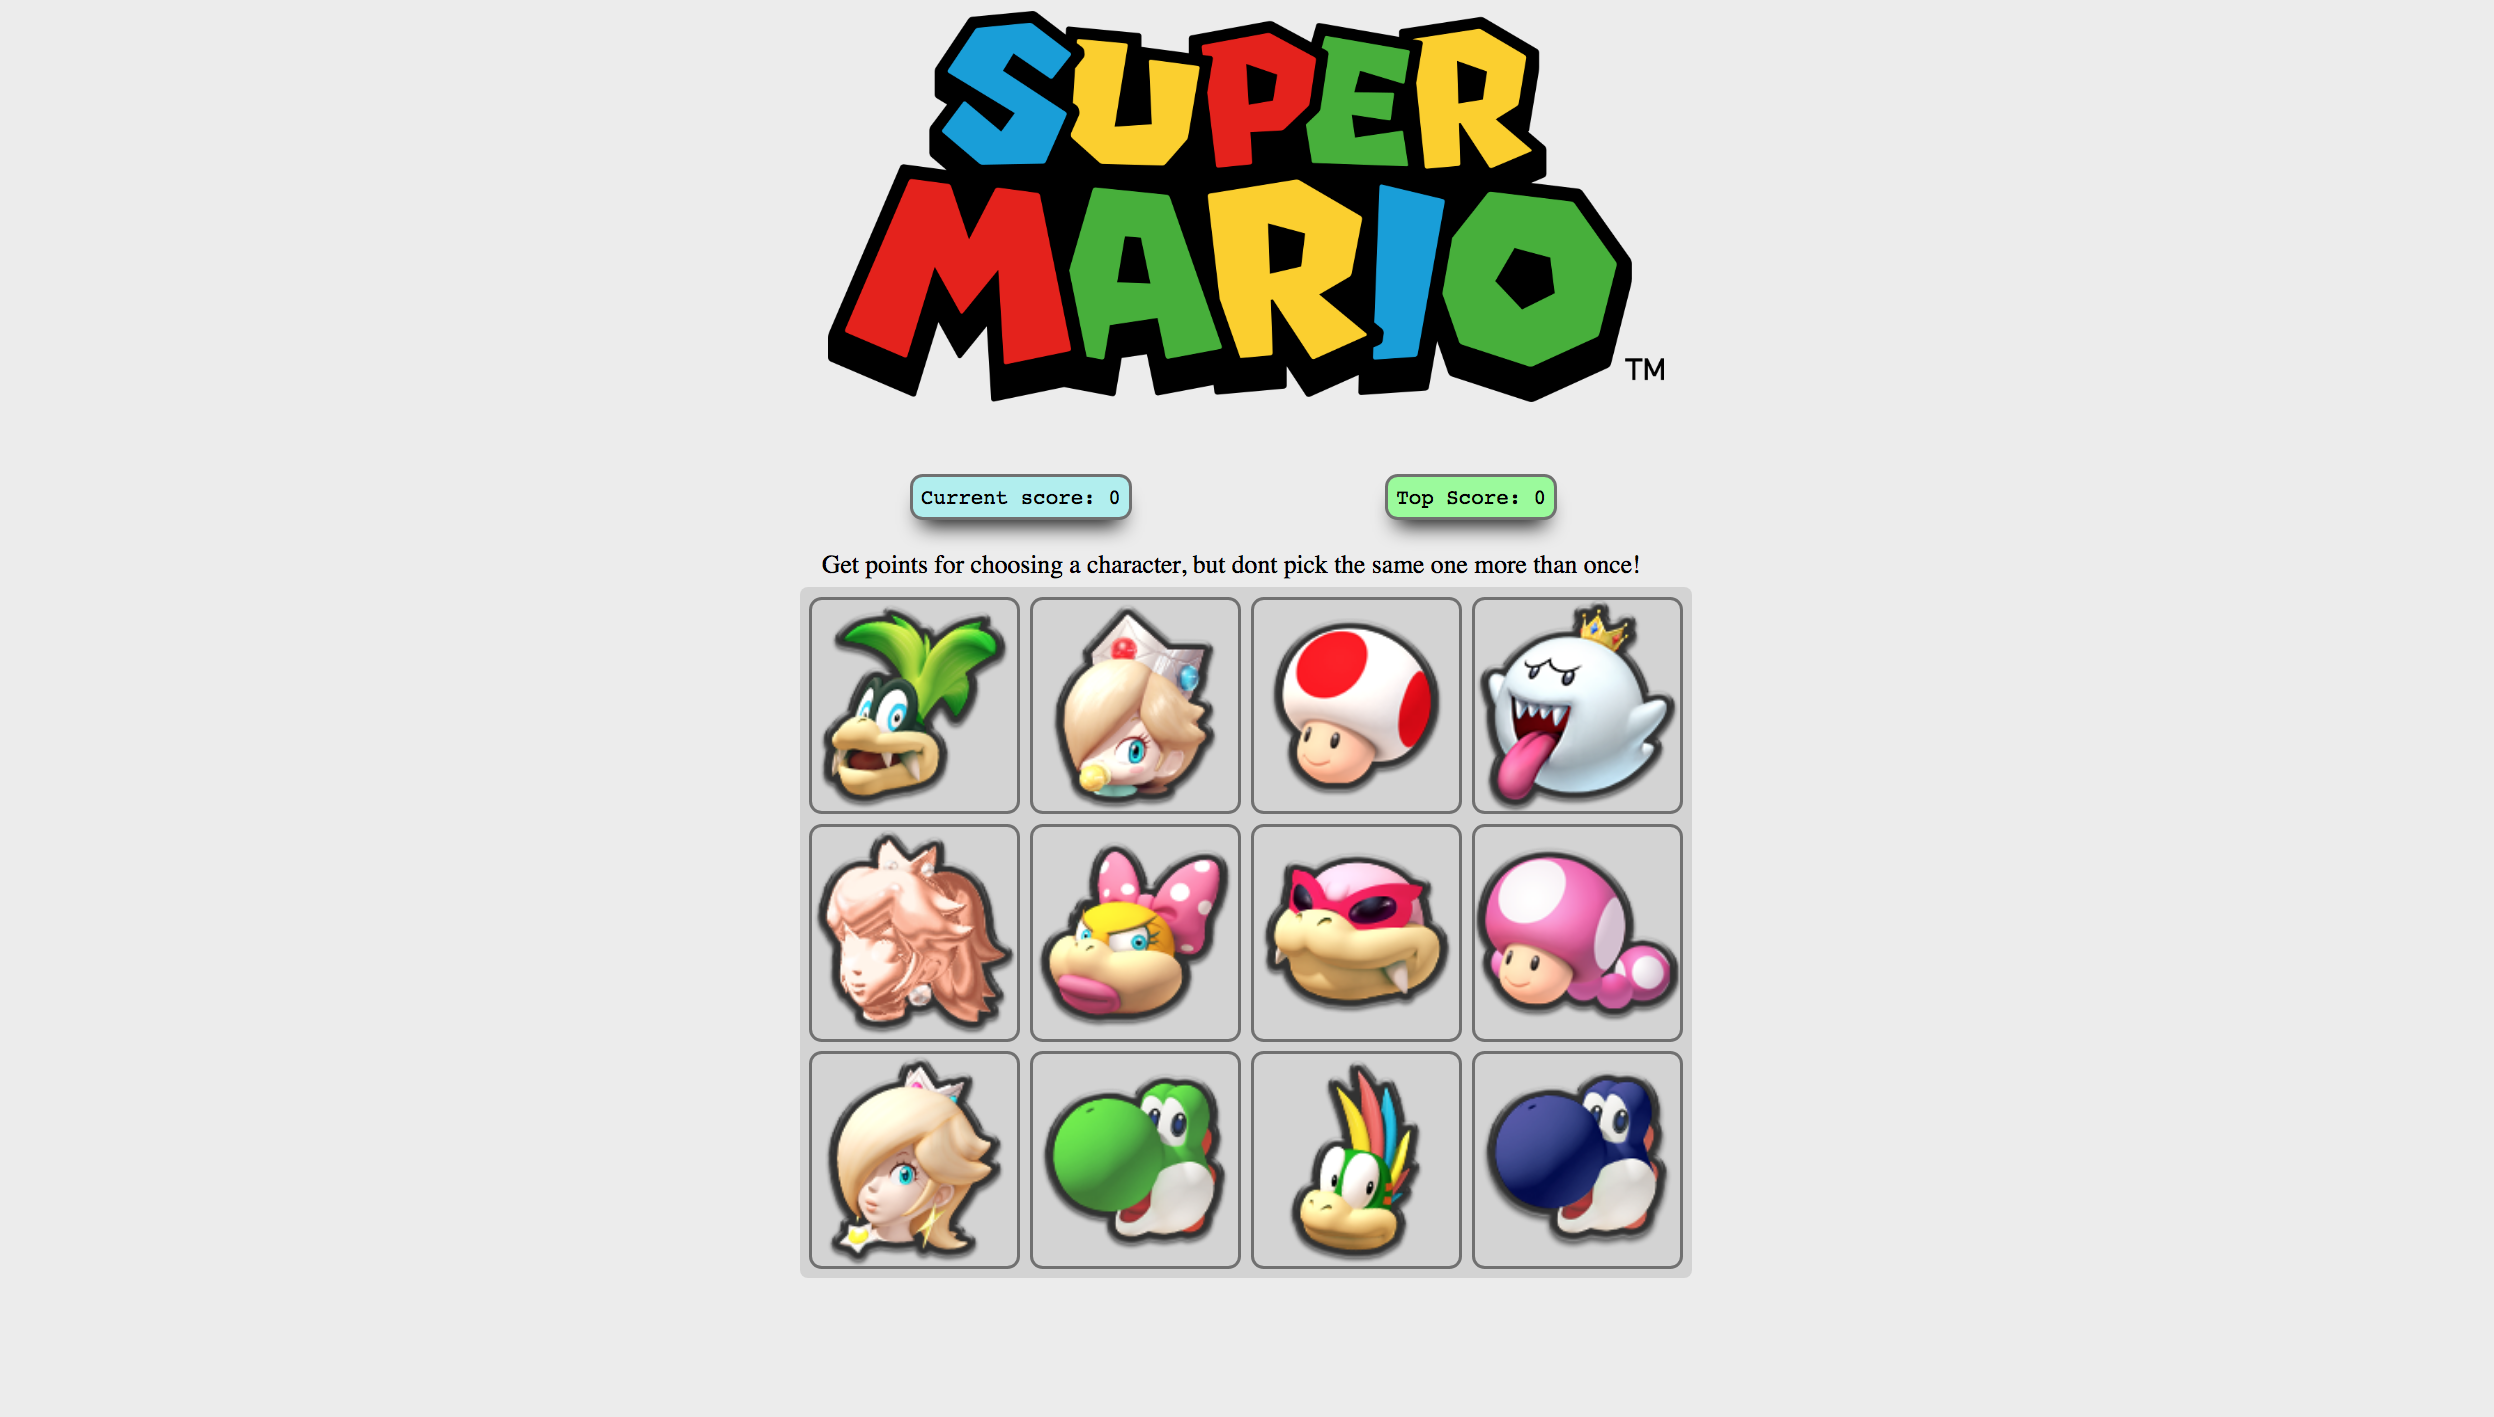 SUPER
MARIO TM
Current score: 0
Top Score: 0
Get points for choosing a character, but dont pick the same one more than once!